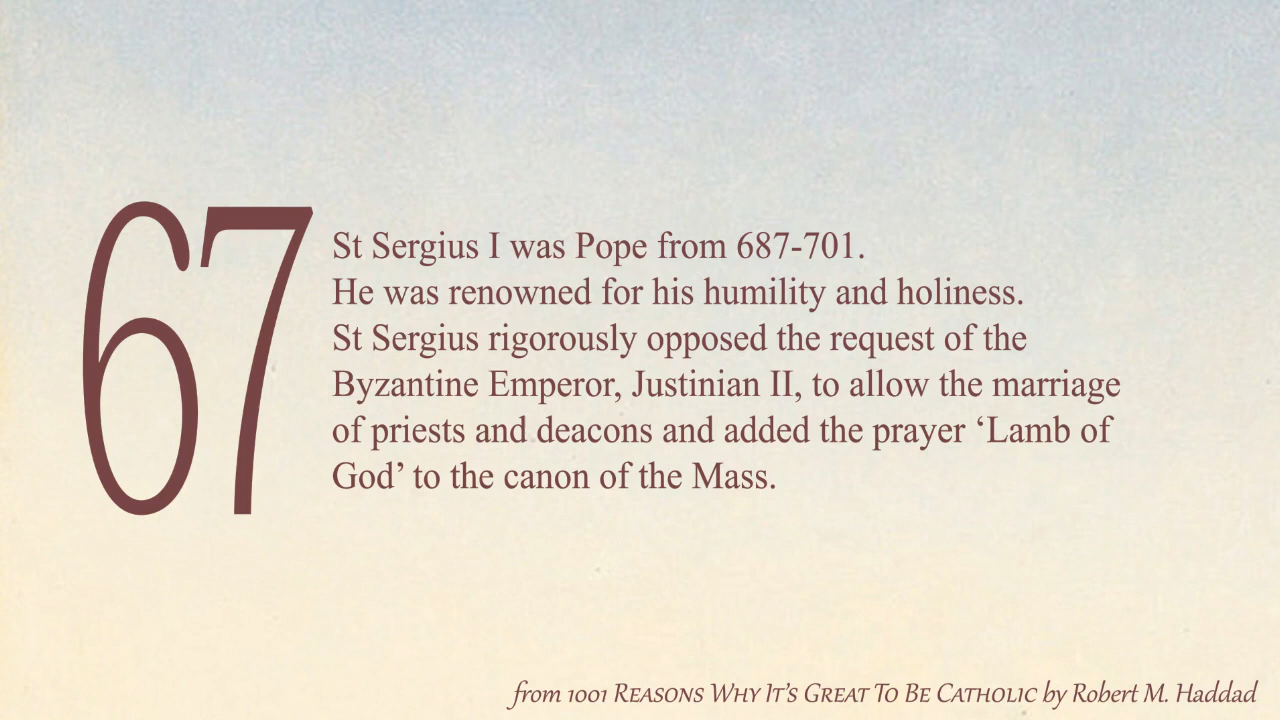 67
St Sergius I was Pope from 687-701.
He was renowned for his humility and holiness.
St Sergius rigorously opposed the request of the
Byzantine Emperor, Justinian II, to allow the marriage
of priests and deacons and added the prayer ‘Lamb of
God’ to the canon of the Mass.
from 1001 Reasons Why It’s Great To Be Catholic by Robert M. Haddad